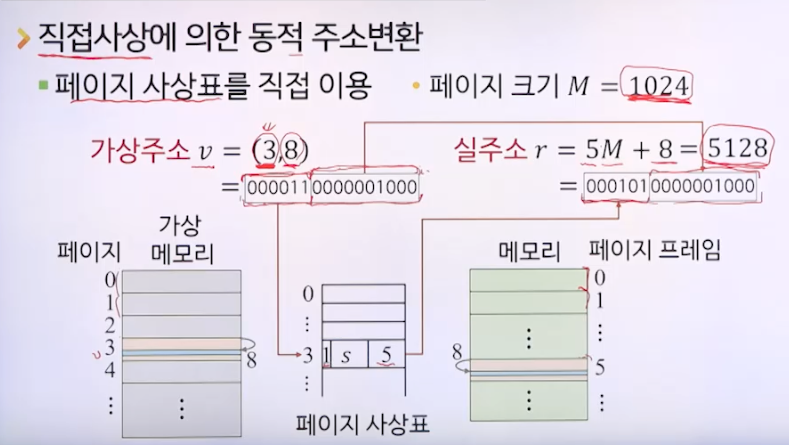 직접사상에 의한 동적 주소변환
페이지 사상표를 직접 이용
페이지 크기 M = 1024
가상주소 v = (3,8)
= 000011 0000001000
실주소 r = 5M + 8 = 5128
= 000101 0000001000
페이지
가상
메모리
0
1
2
3
4
⋮
⋮
8
0
⋮
3 1 s 5
⋮
페이지 사상표
메모리
페이지 프레임
0
1
⋮
⋮
8
5
⋮
⋮